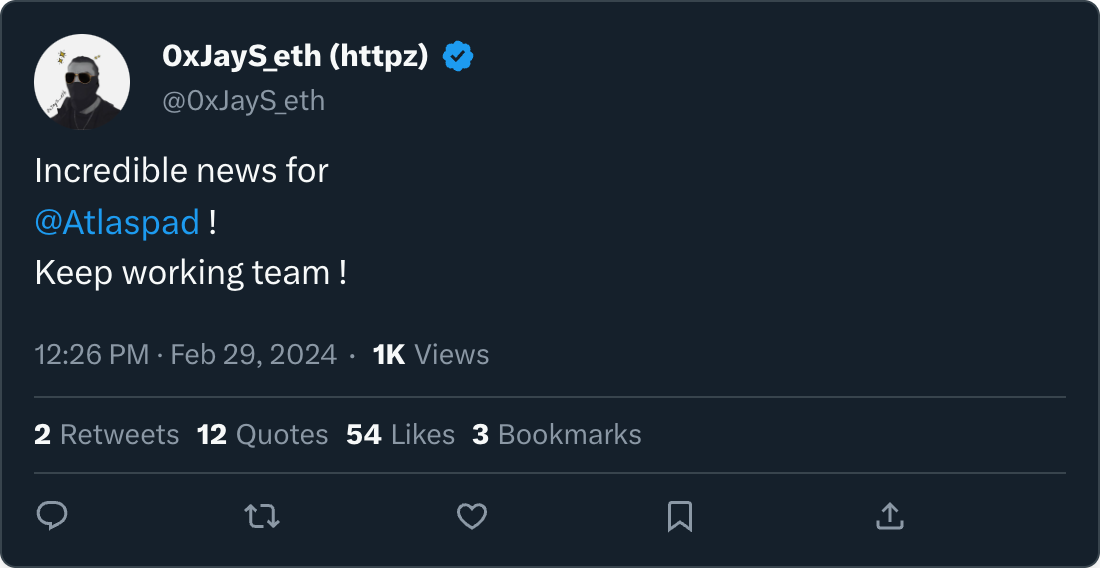 0xJayS_eth (httpz)
@0xJayS_eth
Incredible news for
@Atlaspad !
Keep working team !
12:26 PM · Feb 29, 2024 · 1K Views
2 Retweets 12 Quotes 54 Likes 3 Bookmarks